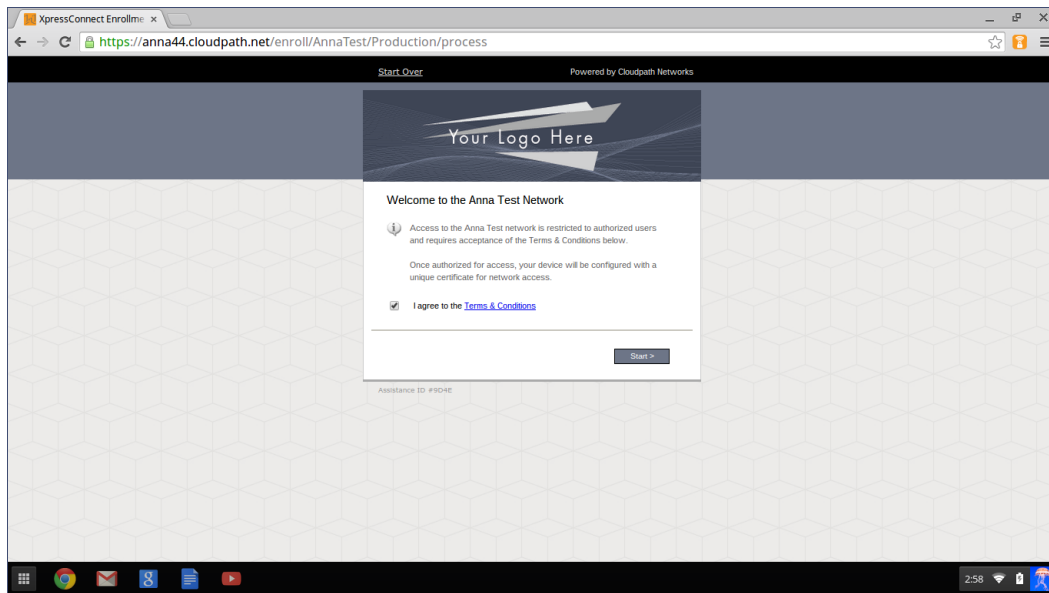 XpressConnect Enrollme
https://anna44.cloudpath.net/enroll/AnnaTest/Production/process
Start Over
Powered by Cloudpath Networks
Your Logo Here
Welcome to the Anna Test Network
Access to the Anna Test network is restricted to authorized users
and requires acceptance of the Terms & Conditions below.
Once authorized for access, your device will be configured with a
unique certificate for network access.
I agree to the Terms & Conditions
Start >
Assistance ID #9D4E
8
2:58